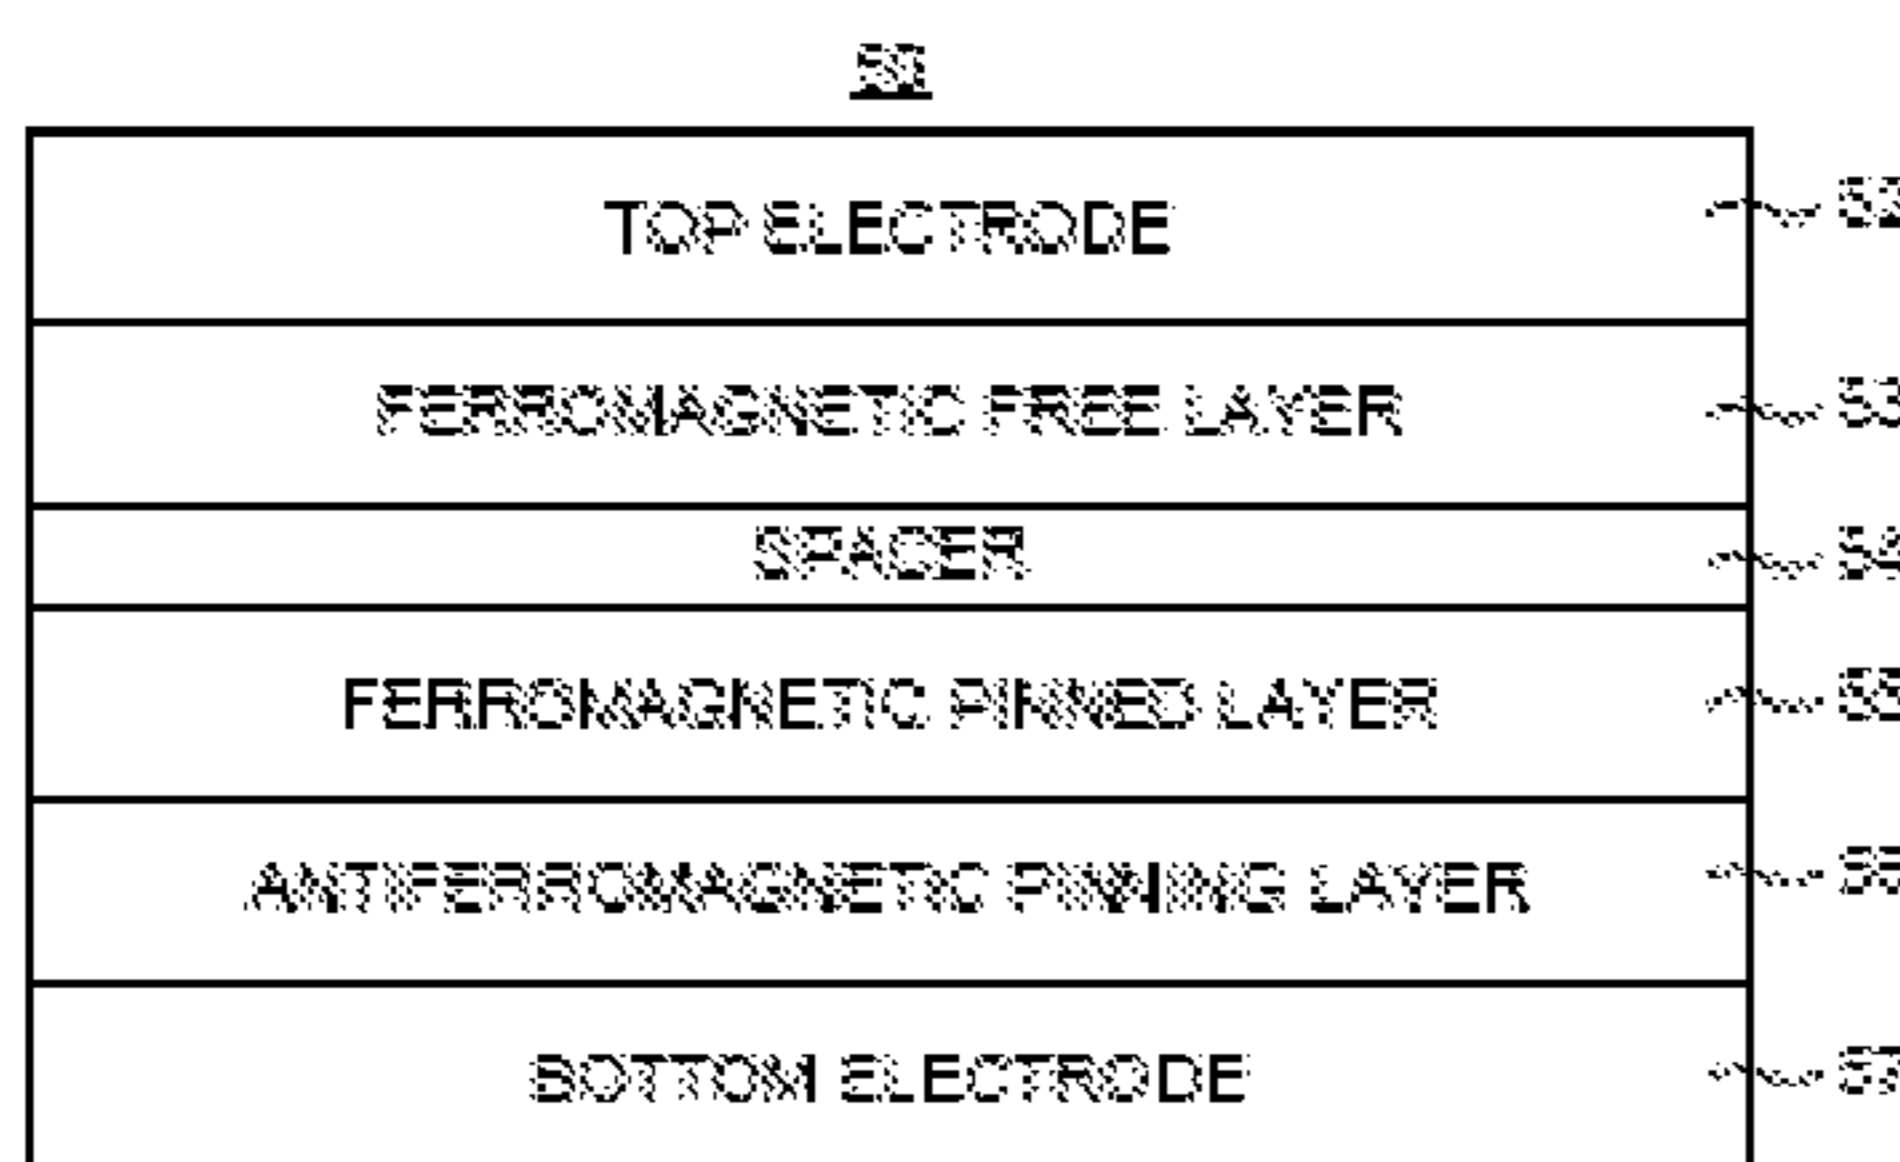 TOP ELECTRODE
FERROMAGNETIC FREE LAYER
SPACER
FERROMAGNETIC PINNED LAYER
ANTIFERROMAGNETIC PINNING LAYER
BOTTOM ELECTRODE